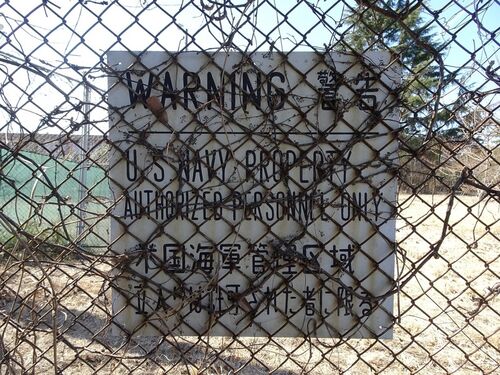 WARNING 警告
U.S NAVY PROPERTY
AUTHORIZED PERSONNEL ONLY
米国海軍管理区域
立入は許可された者に限る